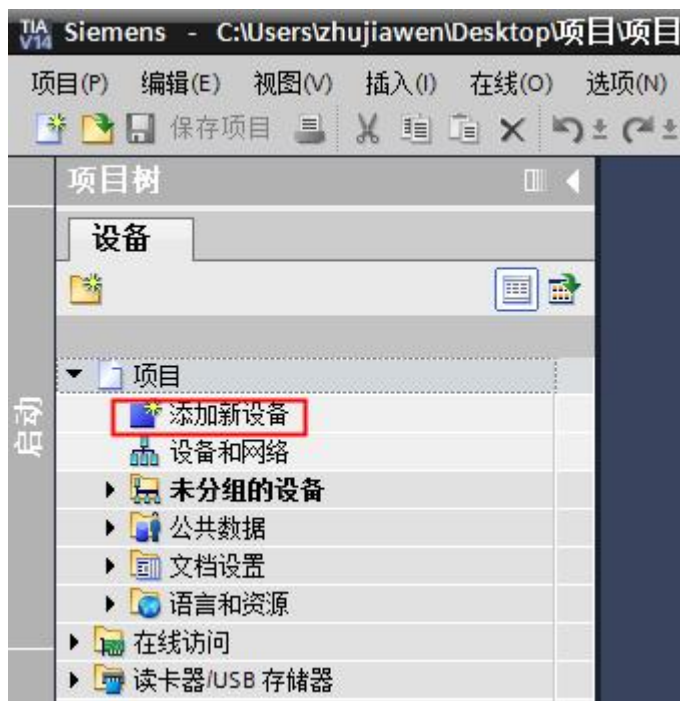 TIA V14 Siemens - C:\Users\zhujiawen\Desktop\项目\项目
项目(P) 编辑(E) 视图(V) 插入(I) 在线(O) 选项(N)
保存项目
项目树
设备
启动
项目
添加新设备
设备和网络
未分组的设备
公共数据
文档设置
语言和资源
在线访问
读卡器/USB 存储器